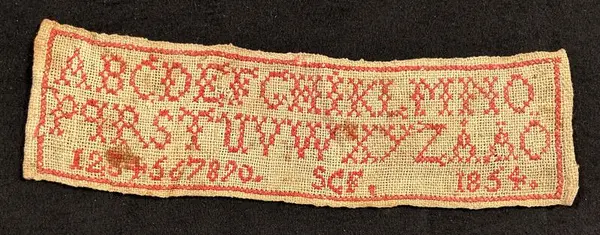 ABCDEFGHIKLMNO
PQRSTUVWXYZÅÄÖ
1234567890. SCF. 1854.